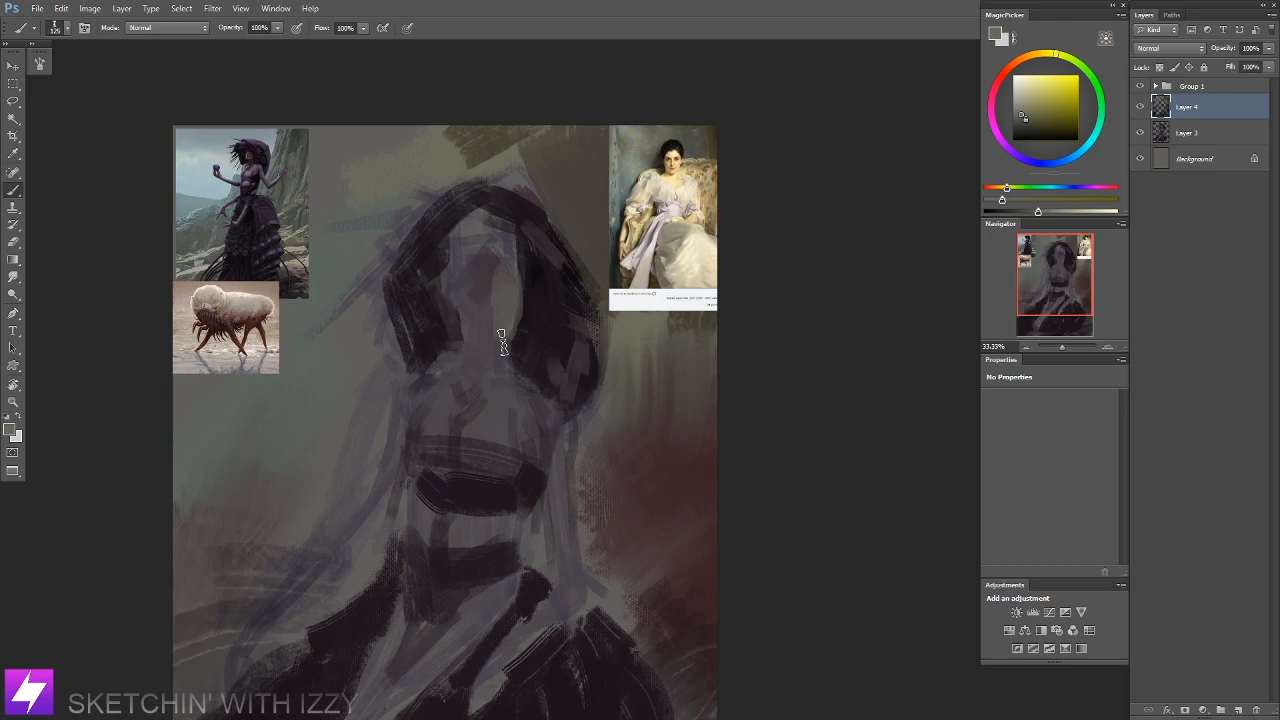 Ps File Edit Image Layer Type Select Filter View Window Help
125 Mode: Normal Opacity: 100% Flow: 100%
MagicPicker
Layers Paths
Kind
Normal Opacity: 100%
Lock: Fill: 100%
Group 1
Layer 4
Layer 3
Background
Navigator
33.33%
Properties
No Properties
Adjustments
Add an adjustment
SKETCHIN' WITH IZZY